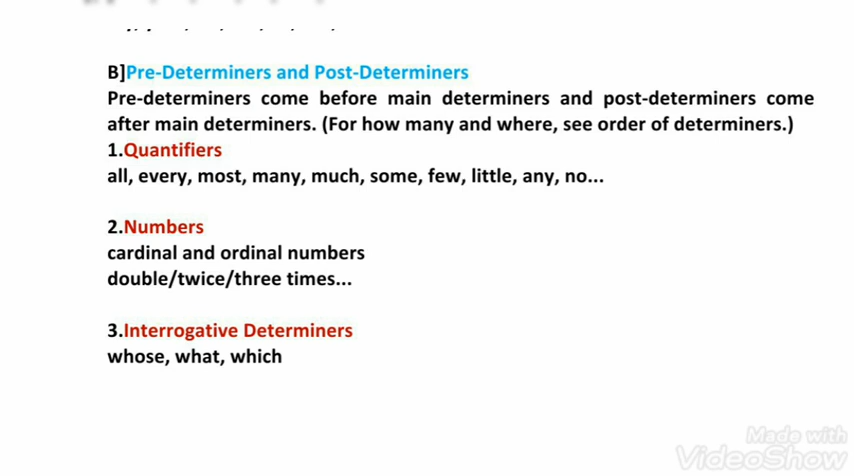 B]Pre-Determiners and Post-Determiners
Pre-determiners come before main determiners and post-determiners come
after main determiners. (For how many and where, see order of determiners.)
1.Quantifiers
all, every, most, many, much, some, few, little, any, no...
2.Numbers
cardinal and ordinal numbers
double/twice/three times...
3.Interrogative Determiners
whose, what, which
Made with
VideoShow